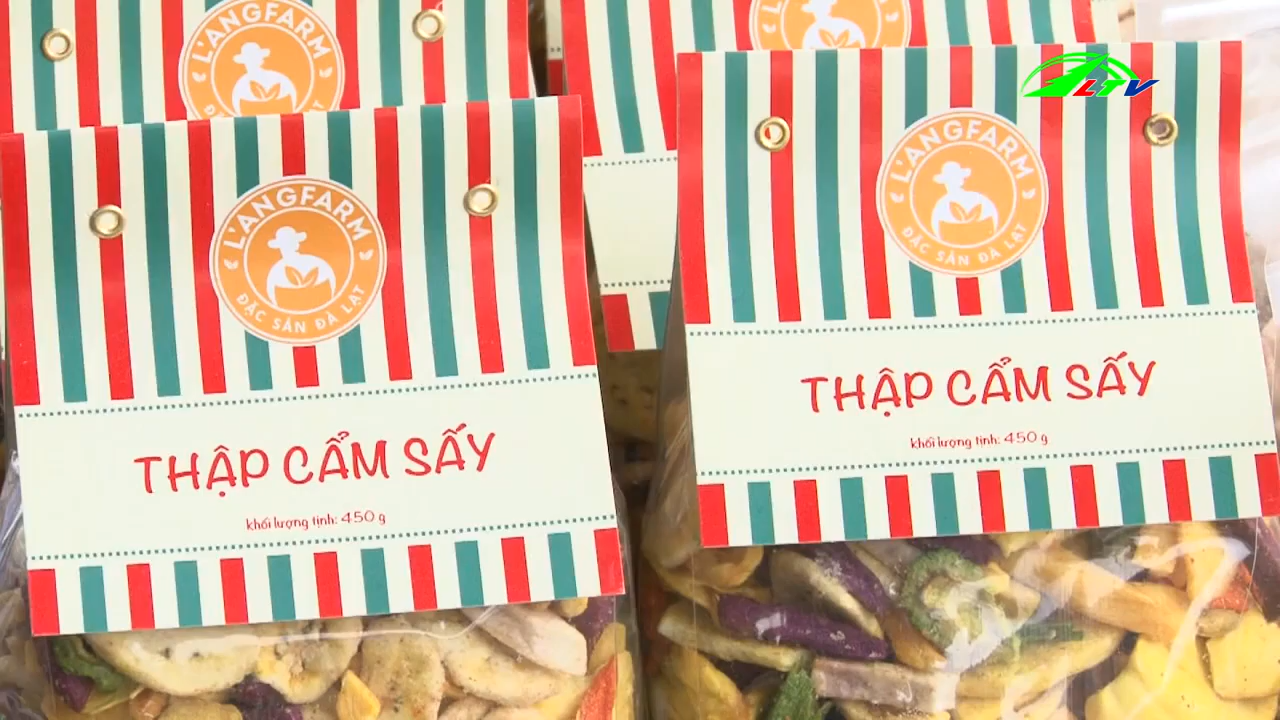 L'ANGFARM
LTV
L'ANGFARM
ĐẶC SẢN ĐÀ LẠT
THẬP CẨM SẤY
khối lượng tịnh: 450 g
L'ANGFARM
ĐẶC SẢN ĐÀ LẠT
THẬP CẨM SẤY
khối lượng tịnh: 450 g